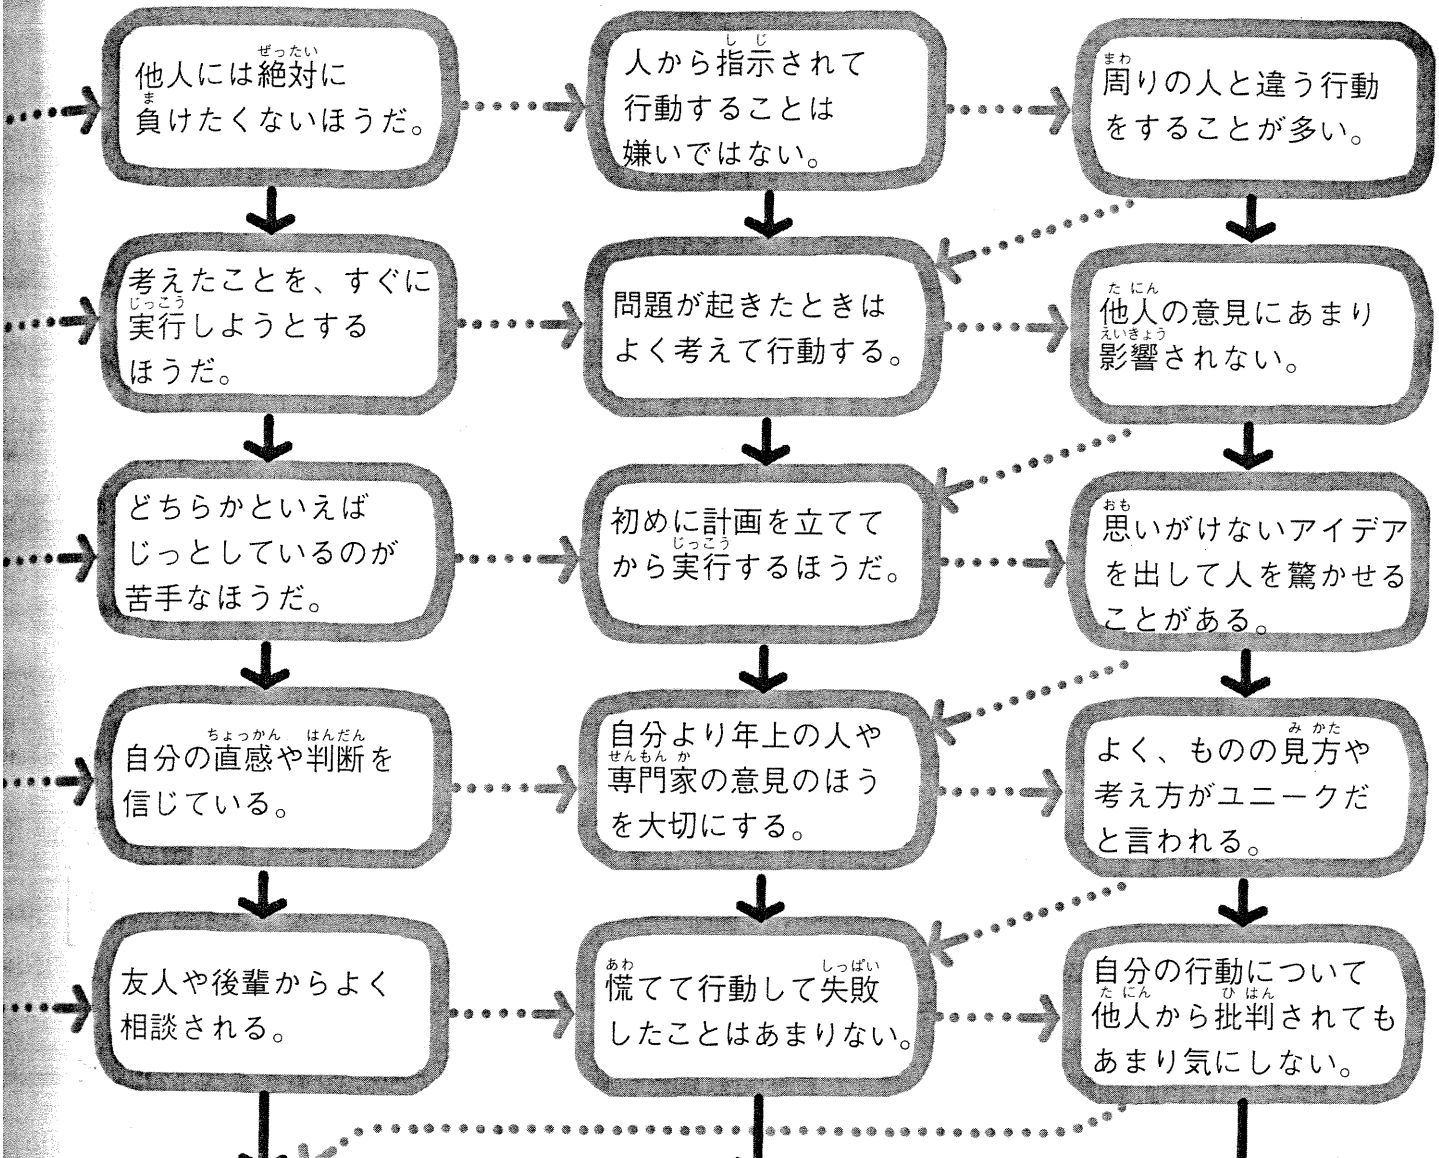 他人には絶対に
負けたくないほうだ。
人から指示されて
行動することは
嫌いではない。
周りの人と違う行動
をすることが多い。
考えたことを、すぐに
実行しようとする
ほうだ。
問題が起きたときは
よく考えて行動する。
他人の意見にあまり
影響されない。
どちらかといえば
じっとしているのが
苦手なほうだ。
初めに計画を立てて
から実行するほうだ。
思いがけないアイデア
を出して人を驚かせる
ことがある。
自分の直感や判断を
信じている。
自分より年上の人や
専門家の意見のほう
を大切にする。
よく、ものの見方や
考え方がユニークだ
と言われる。
友人や後輩からよく
相談される。
慌てて行動して失敗
したことはあまりない。
自分の行動について
他人から批判されても
あまり気にしない。